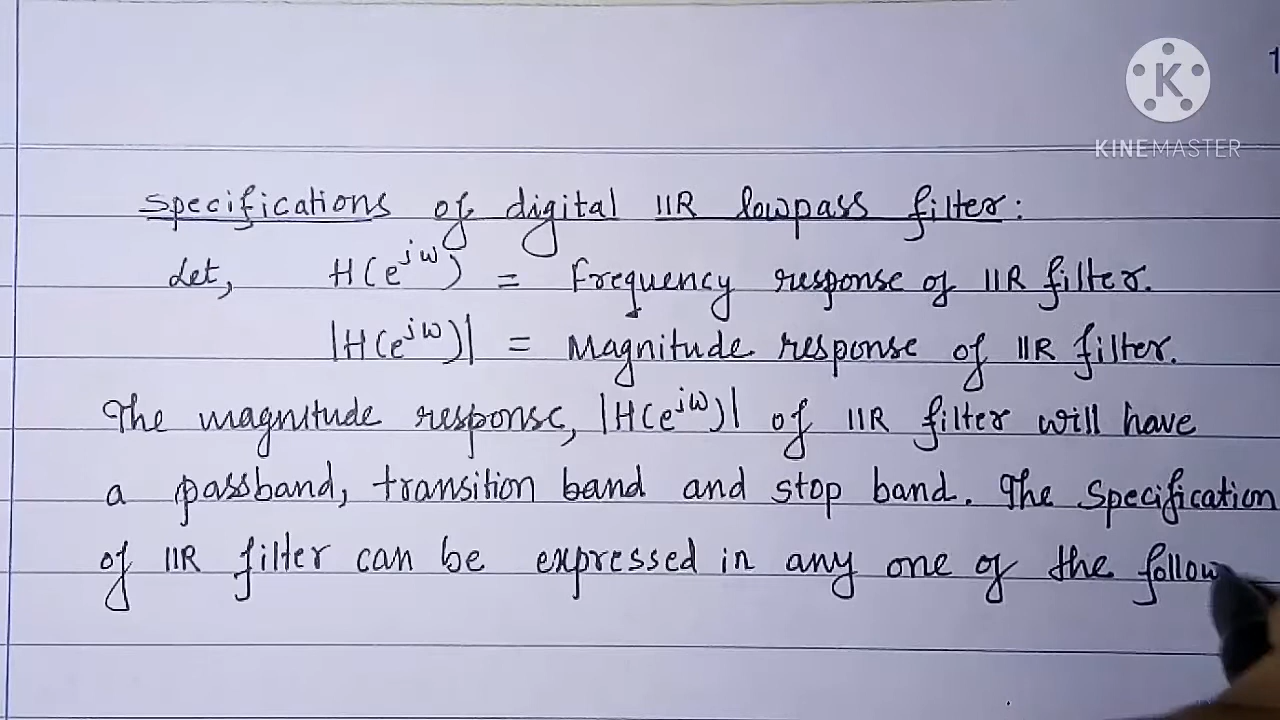 1
K
KINEMASTER
Specifications of digital IIR lowpass filter:
Let, H(e^jω) = Frequency response of IIR filter.
|H(e^jω)| = Magnitude response of IIR filter.
The magnitude response, |H(e^jω)| of IIR filter will have
a passband, transition band and stop band. The specification
of IIR filter can be expressed in any one of the follow